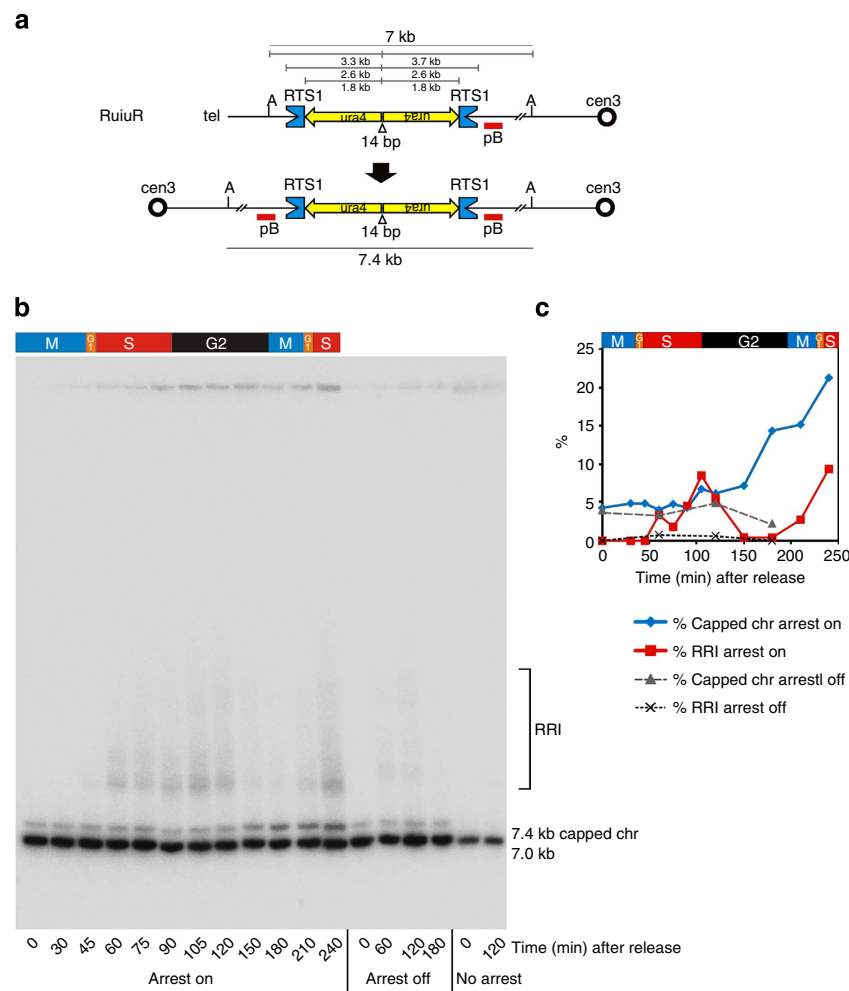 a
7 kb
3.3 kb 3.7 kb
2.6 kb 2.6 kb
1.8 kb 1.8 kb
RuiuR tel A RTS1 ura4 ura4 RTS1 A cen3
14 bp pB
cen3 A RTS1 ura4 ura4 RTS1 A cen3
pB 14 bp pB
7.4 kb
b
M G1 S G2 M G1 S
RRI
7.4 kb capped chr
7.0 kb
0 30 45 60 75 90 105 120 150 180 210 240 0 60 120 180 0 120 Time (min) after release
Arrest on Arrest off No arrest
c
M G1 S G2 M G1 S
25
20
15
10
5
0
%
0 50 100 150 200 250
Time (min) after release
% Capped chr arrest on
% RRI arrest on
% Capped chr arrestl off
% RRI arrest off